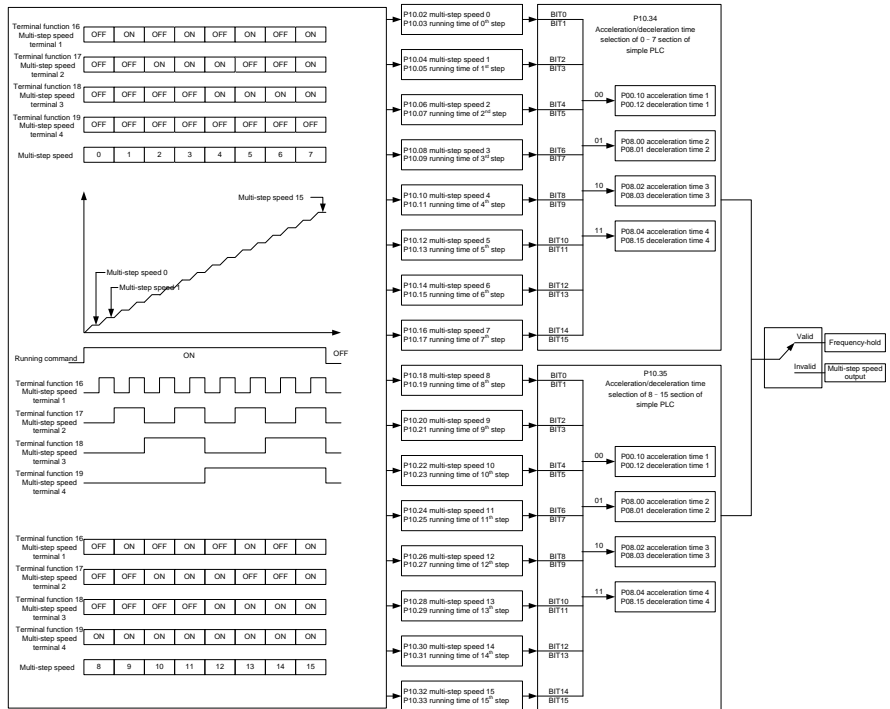 Terminal function 16
Multi-step speed
terminal 1
OFF ON OFF ON OFF ON OFF ON
Terminal function 17
Multi-step speed
terminal 2
OFF OFF ON ON OFF OFF ON ON
Terminal function 18
Multi-step speed
terminal 3
OFF OFF OFF OFF ON ON ON ON
Terminal function 19
Multi-step speed
terminal 4
OFF OFF OFF OFF OFF OFF OFF OFF
Multi-step speed 0 1 2 3 4 5 6 7
Multi-step speed 15
Multi-step speed 0
Multi-step speed 1
Running command
ON
OFF
Terminal function 16
Multi-step speed
terminal 1
Terminal function 17
Multi-step speed
terminal 2
Terminal function 18
Multi-step speed
terminal 3
Terminal function 19
Multi-step speed
terminal 4
Terminal function 16
Multi-step speed
terminal 1
OFF ON OFF ON OFF ON OFF ON
Terminal function 17
Multi-step speed
terminal 2
OFF OFF ON ON OFF OFF ON ON
Terminal function 18
Multi-step speed
terminal 3
OFF OFF OFF OFF ON ON ON ON
Terminal function 19
Multi-step speed
terminal 4
ON ON ON ON ON ON ON ON
Multi-step speed 8 9 10 11 12 13 14 15
P10.02 multi-step speed 0
P10.03 running time of 0th step
P10.04 multi-step speed 1
P10.05 running time of 1st step
P10.06 multi-step speed 2
P10.07 running time of 2nd step
P10.08 multi-step speed 3
P10.09 running time of 3rd step
P10.10 multi-step speed 4
P10.11 running time of 4th step
P10.12 multi-step speed 5
P10.13 running time of 5th step
P10.14 multi-step speed 6
P10.15 running time of 6th step
P10.16 multi-step speed 7
P10.17 running time of 7th step
P10.18 multi-step speed 8
P10.19 running time of 8th step
P10.20 multi-step speed 9
P10.21 running time of 9th step
P10.22 multi-step speed 10
P10.23 running time of 10th step
P10.24 multi-step speed 11
P10.25 running time of 11th step
P10.26 multi-step speed 12
P10.27 running time of 12th step
P10.28 multi-step speed 13
P10.29 running time of 13th step
P10.30 multi-step speed 14
P10.31 running time of 14th step
P10.32 multi-step speed 15
P10.33 running time of 15th step
BIT0
BIT1
BIT2
BIT3
BIT4
BIT5
BIT6
BIT7
BIT8
BIT9
BIT10
BIT11
BIT12
BIT13
BIT14
BIT15
P10.34
Acceleration/deceleration time
selection of 0-7 section of
simple PLC
00
P00.10 acceleration time 1
P00.12 deceleration time 1
01
P08.00 acceleration time 2
P08.01 deceleration time 2
10
P08.02 acceleration time 3
P08.03 deceleration time 3
11
P08.04 acceleration time 4
P08.15 deceleration time 4
BIT0
BIT1
BIT2
BIT3
BIT4
BIT5
BIT6
BIT7
BIT8
BIT9
BIT10
BIT11
BIT12
BIT13
BIT14
BIT15
P10.35
Acceleration/deceleration time
selection of 8-15 section of
simple PLC
00
P00.10 acceleration time 1
P00.12 deceleration time 1
01
P08.00 acceleration time 2
P08.01 deceleration time 2
10
P08.02 acceleration time 3
P08.03 deceleration time 3
11
P08.04 acceleration time 4
P08.15 deceleration time 4
Valid
Frequency-hold
Invalid
Multi-step speed
output